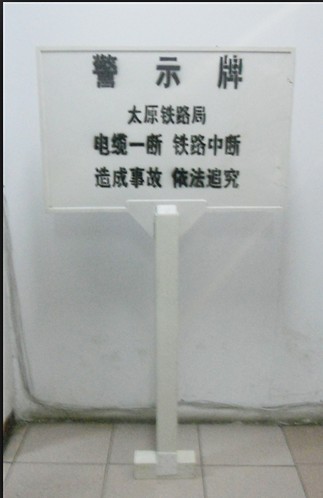 警示牌
太原铁路局
电缆一断 铁路中断
造成事故 依法追究